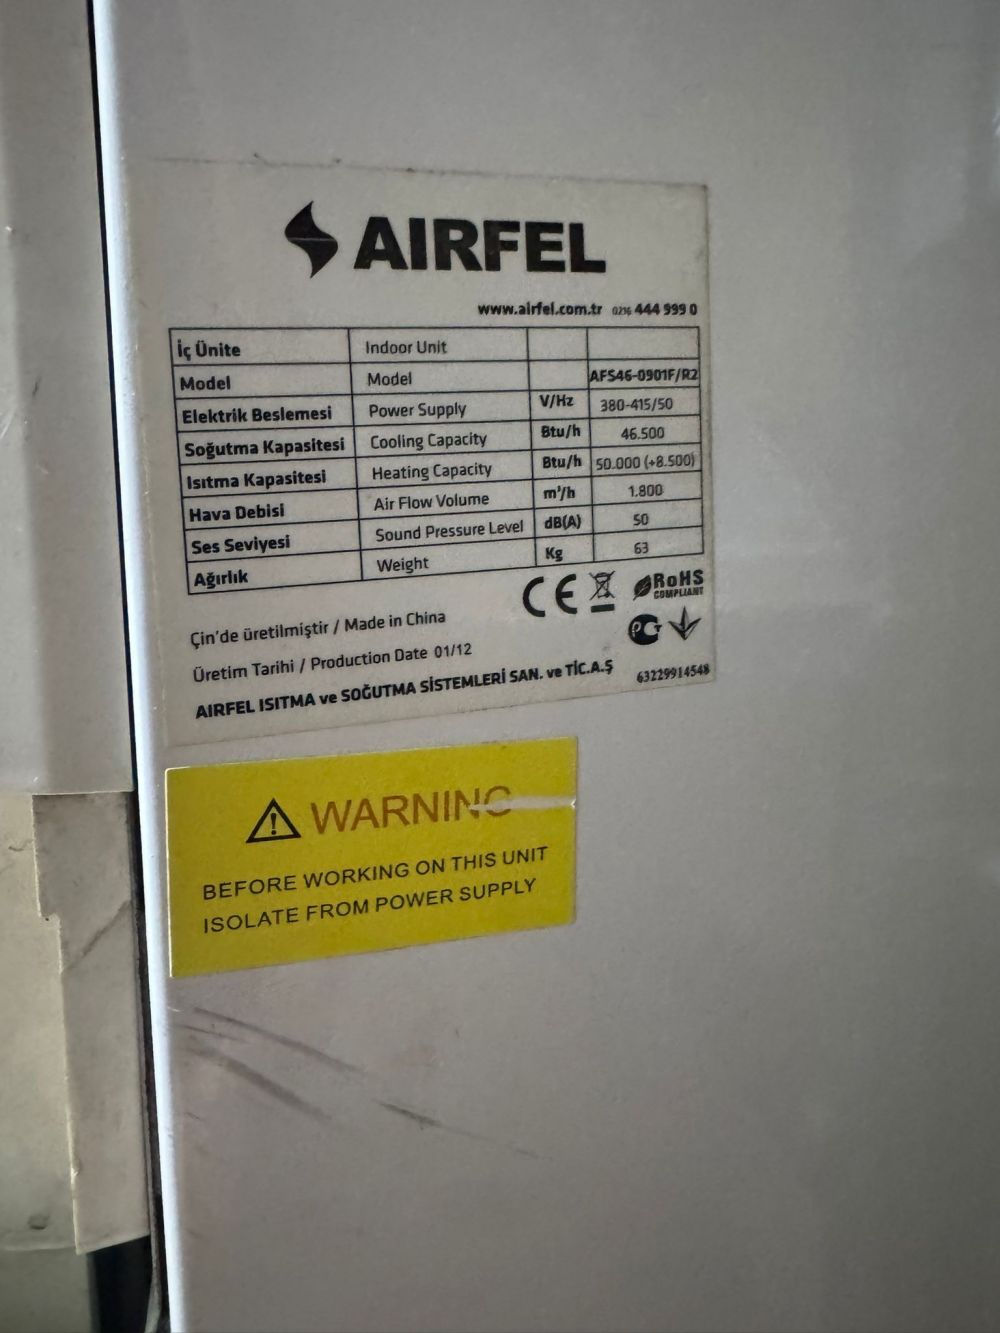 AIRFEL
www.airfel.com.tr 0216 444 999 0
İç Ünite Indoor Unit
Model Model AFS46-0901F/R2
Elektrik Beslemesi Power Supply V/Hz 380-415/50
Soğutma Kapasitesi Cooling Capacity Btu/h 46.500
Isıtma Kapasitesi Heating Capacity Btu/h 50.000 (+8.500)
Hava Debisi Air Flow Volume m³/h 1.800
Ses Seviyesi Sound Pressure Level dB(A) 50
Ağırlık Weight Kg 63
CE RoHS
COMPLIANT
Çin'de üretilmiştir / Made in China
Üretim Tarihi / Production Date 01/12
AIRFEL ISITMA ve SOĞUTMA SİSTEMLERİ SAN. ve TİC.A.Ş
63229914548
WARNING
BEFORE WORKING ON THIS UNIT
ISOLATE FROM POWER SUPPLY